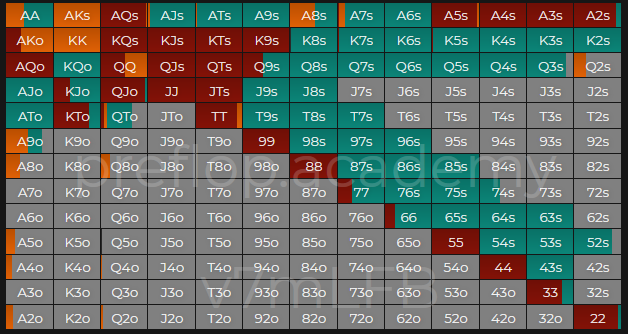 AA AKs AQs AJs ATs A9s A8s A7s A6s A5s A4s A3s A2s
AKo KK KQs KJs KTs K9s K8s K7s K6s K5s K4s K3s K2s
AQo KQo QQ QJs QTs Q9s Q8s Q7s Q6s Q5s Q4s Q3s Q2s
AJo KJo QJo JJ JTs J9s J8s J7s J6s J5s J4s J3s J2s
ATo KTo QTo JTo TT T9s T8s T7s T6s T5s T4s T3s T2s
A9o K9o Q9o J9o T9o 99 98s 97s 96s 95s 94s 93s 92s
A8o K8o Q8o J8o T8o 98o 88 87s 86s 85s 84s 83s 82s
preflop.academy
A7o K7o Q7o J7o T7o 97o 87o 77 76s 75s 74s 73s 72s
A6o K6o Q6o J6o T6o 96o 86o 76o 66 65s 64s 63s 62s
A5o K5o Q5o J5o T5o 95o 85o 75o 65o 55 54s 53s 52s
A4o K4o Q4o J4o T4o 94o 84o 74o 64o 54o 44 43s 42s
v7mLFB
A3o K3o Q3o J3o T3o 93o 83o 73o 63o 53o 43o 33 32s
A2o K2o Q2o J2o T2o 92o 82o 72o 62o 52o 42o 32o 22